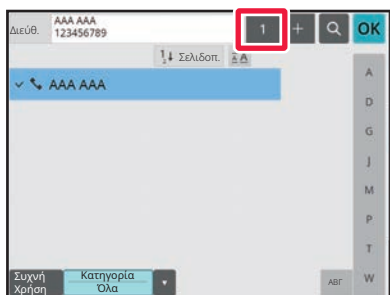 Διεύθ.
AAA AAA
123456789
1
+
OK
Σελιδοπ.
AAA AAA
A
D
G
J
M
P
T
W
Συχνή
Χρήση
Κατηγορία
Όλα
ΑΒΓ